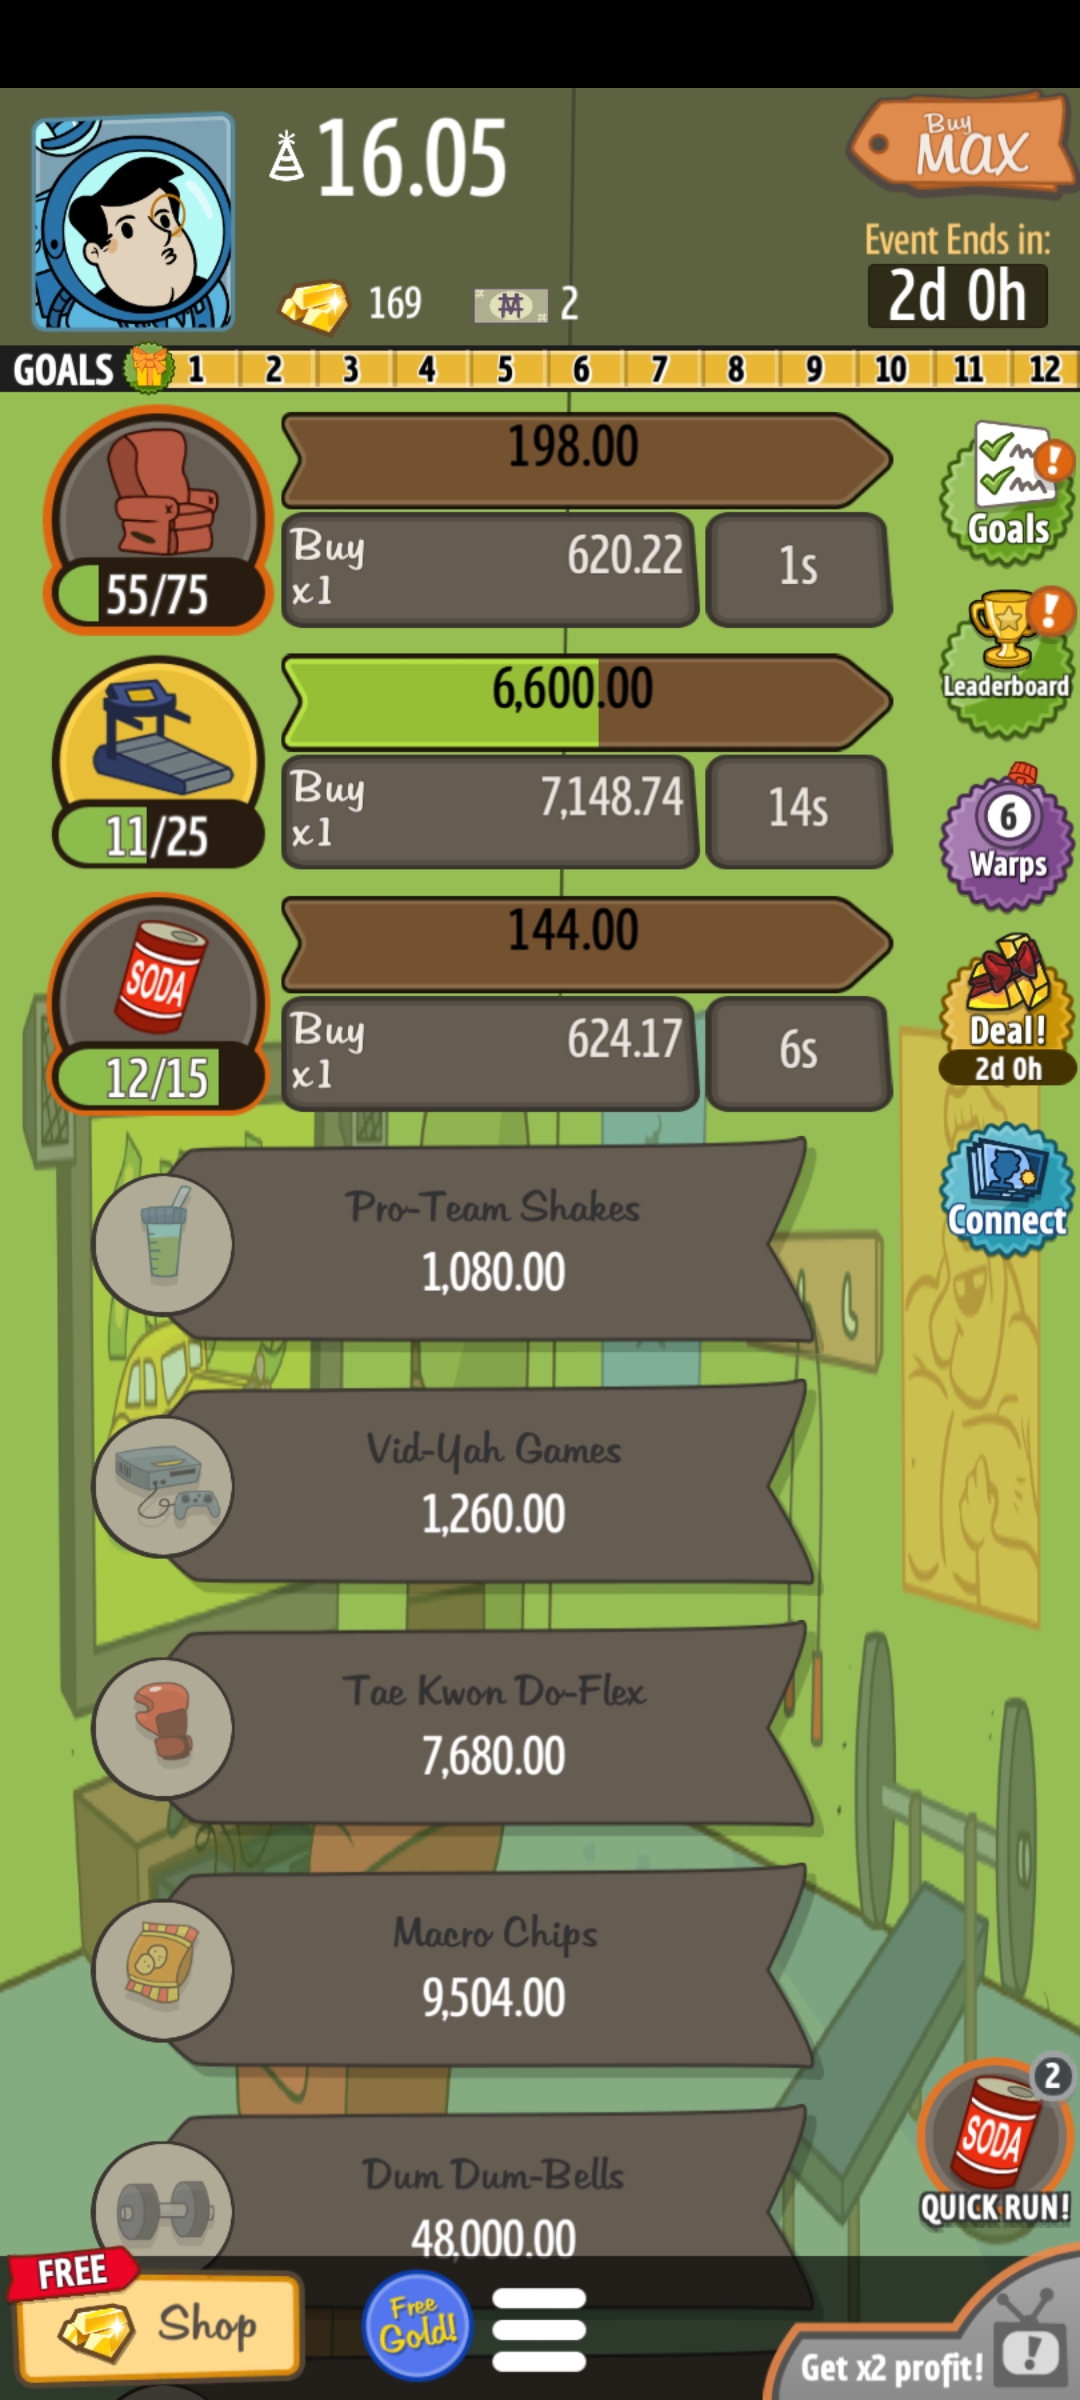 16.05
Buy
MAX
Event Ends in:
2d 0h
169
2
GOALS 1 2 3 4 5 6 7 8 9 10 11 12
198.00
55/75
Buy
x1
620.22
1s
Goals
Leaderboard
6,600.00
11/25
Buy
x1
7,148.74
14s
6
Warps
144.00
SODA
12/15
Buy
x1
624.17
6s
Deal!
2d 0h
Connect
Pro-Team Shakes
1,080.00
Vid-Yah Games
1,260.00
Tae Kwon Do-Flex
7,680.00
Macro Chips
9,504.00
Dum Dum-Bells
48,000.00
2
SODA
QUICK RUN!
FREE
Shop
Free
Gold!
Get x2 profit!